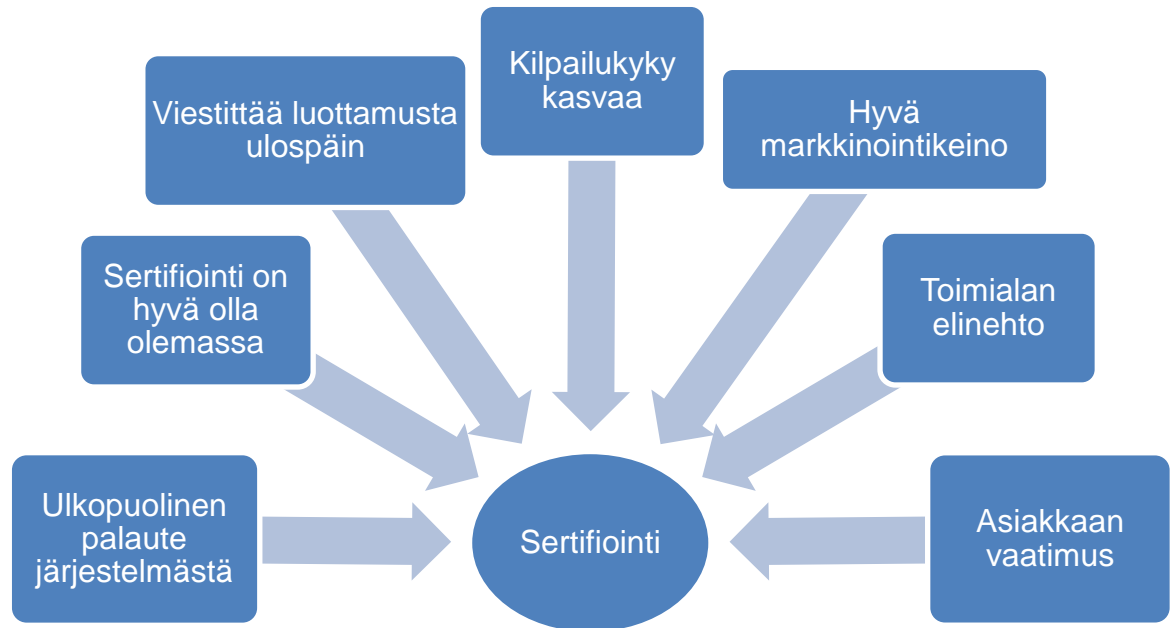 Kilpailukyky
kasvaa
Viestittää luottamusta
ulospäin
Hyvä
markkinointikeino
Sertifiointi on
hyvä olla
olemassa
Toimialan
elinehto
Ulkopuolinen
palaute
järjestelmästä
Sertifiointi
Asiakkaan
vaatimus